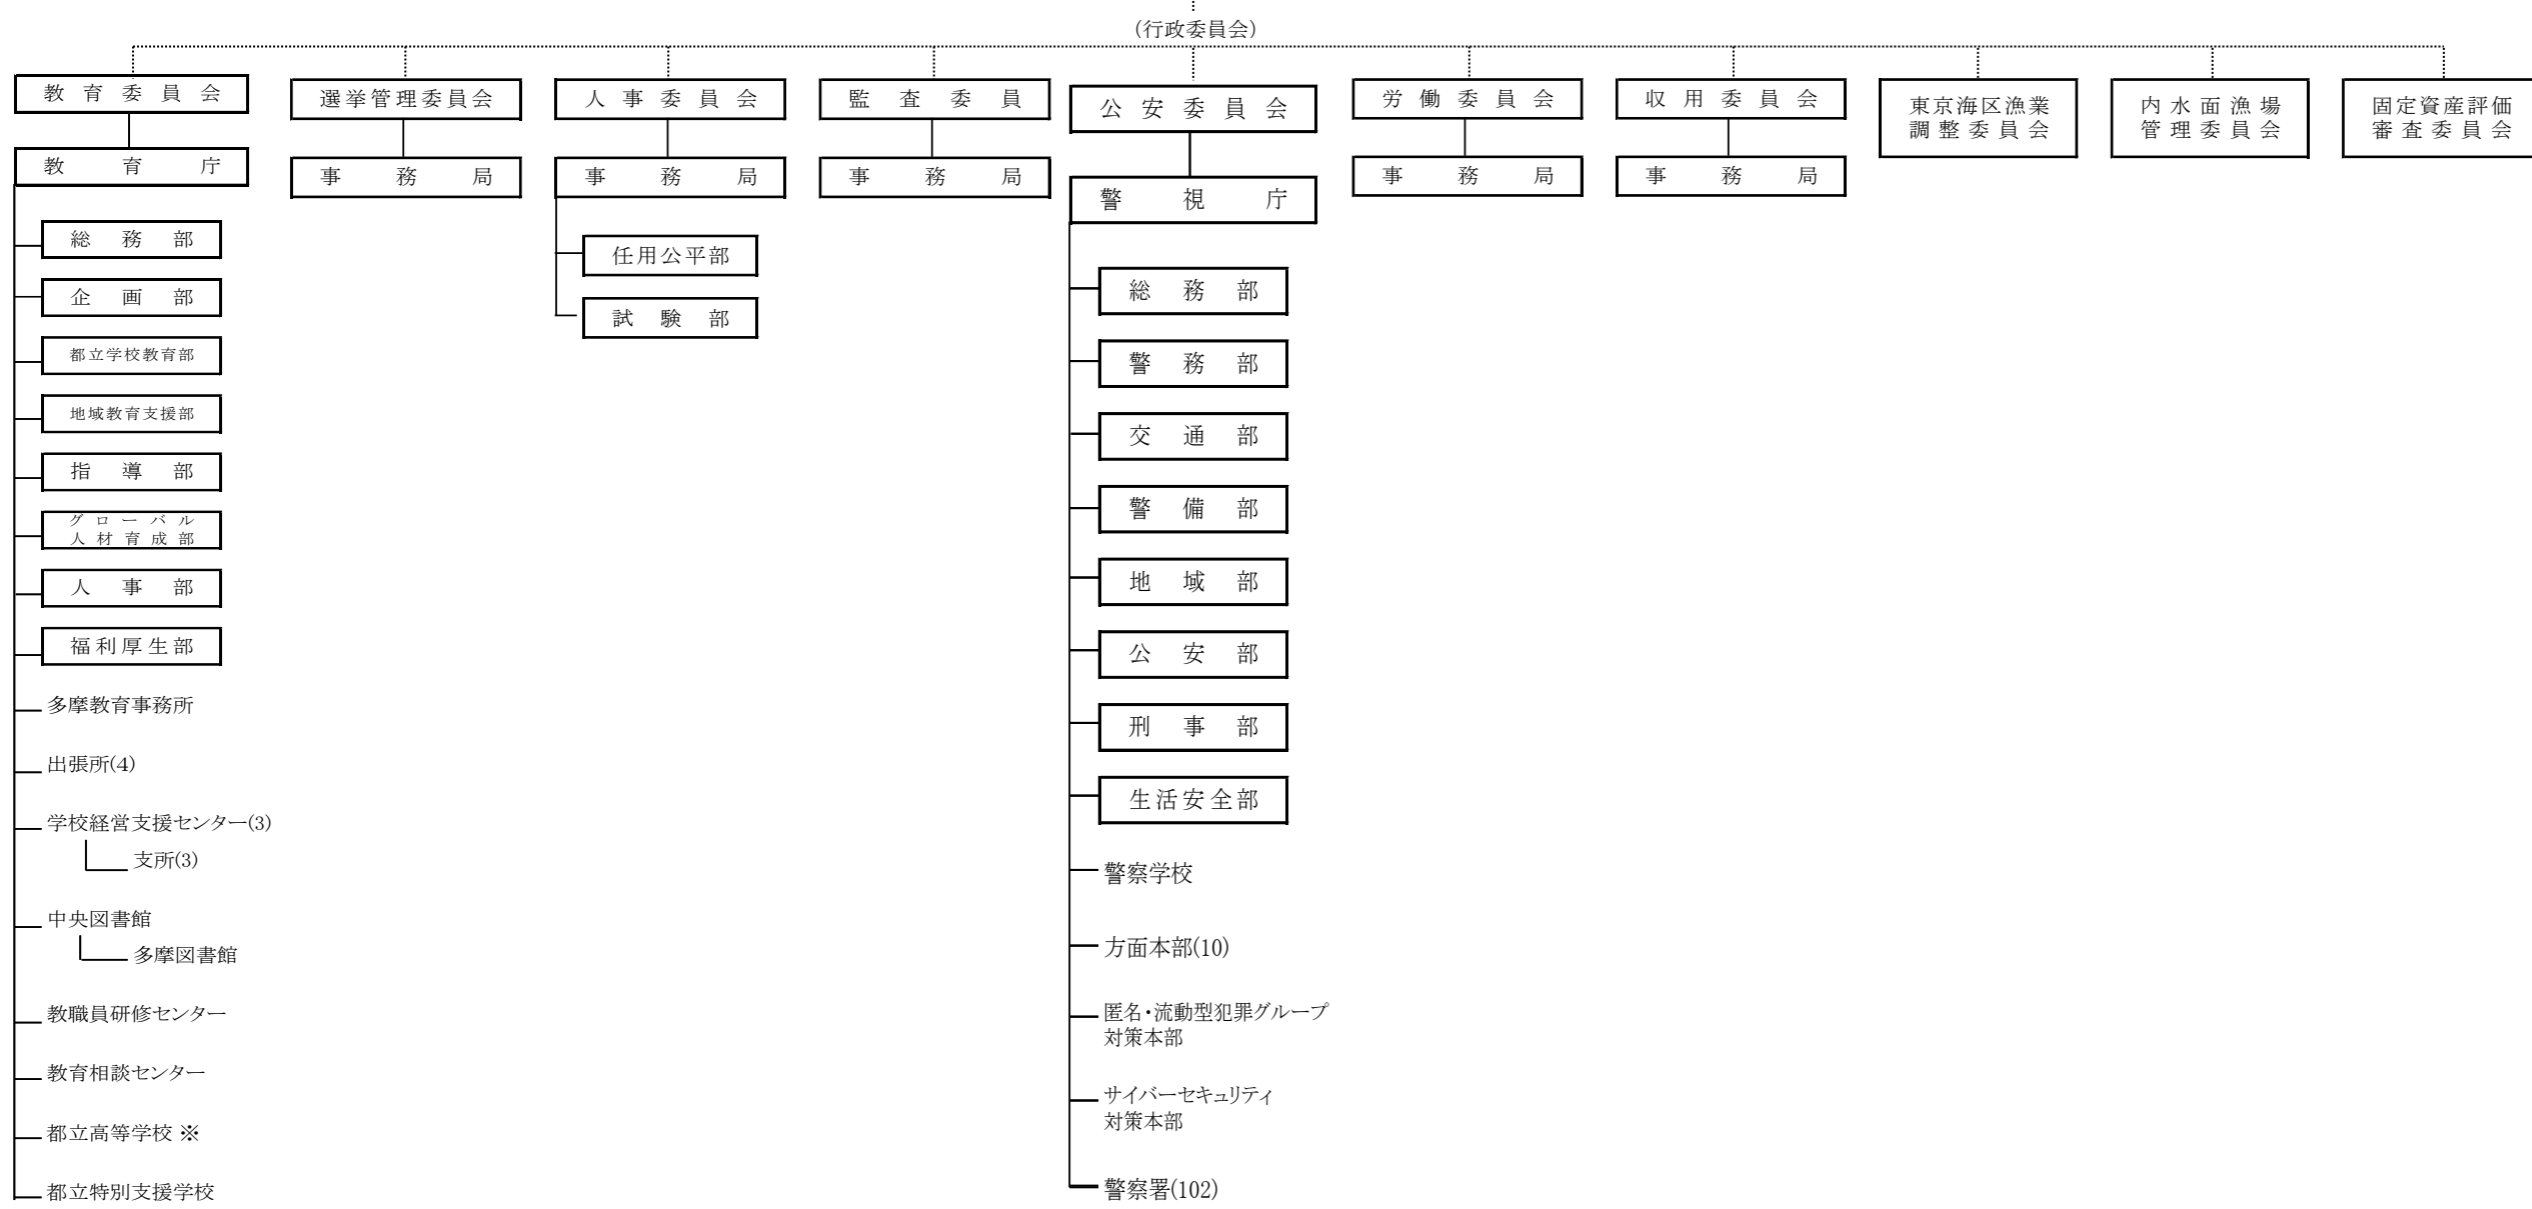 (行政委員会)
教育委員会
教育庁
総務部
企画部
都立学校教育部
地域教育支援部
指導部
グローバル
人材育成部
人事部
福利厚生部
多摩教育事務所
出張所(4)
学校経営支援センター(3)
支所(3)
中央図書館
多摩図書館
教職員研修センター
教育相談センター
都立高等学校 ※
都立特別支援学校
選挙管理委員会
事務局
人事委員会
事務局
任用公平部
試験部
監査委員
事務局
公安委員会
警視庁
総務部
警務部
交通部
警備部
地域部
公安部
刑事部
生活安全部
警察学校
方面本部(10)
匿名・流動型犯罪グループ
対策本部
サイバーセキュリティ
対策本部
警察署(102)
労働委員会
事務局
収用委員会
事務局
東京海区漁業
調整委員会
内水面漁場
管理委員会
固定資産評価
審査委員会